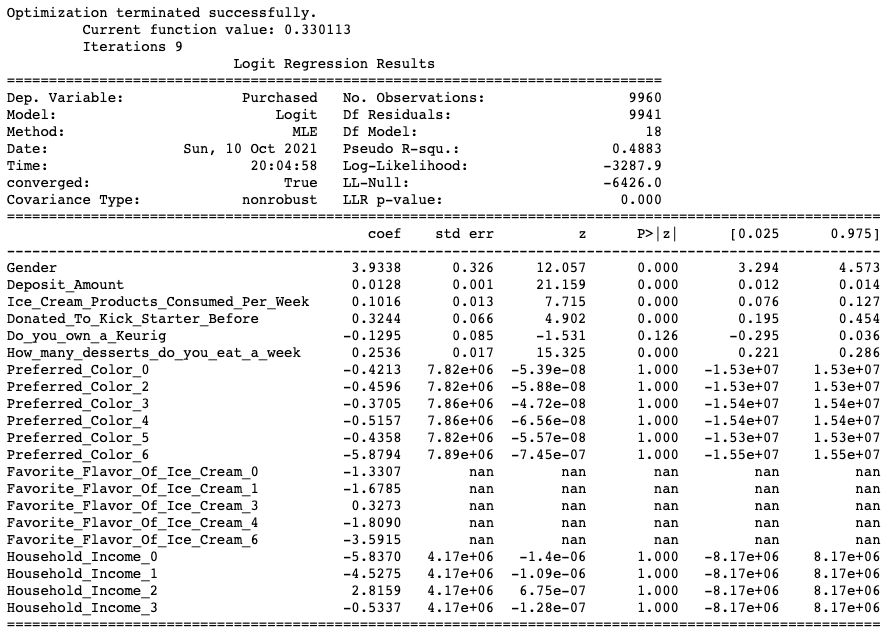 Optimization terminated successfully.
Current function value: 0.330113
Iterations 9
Logit Regression Results
==============================================================================
Dep. Variable: Purchased No. Observations: 9960
Model: Logit Df Residuals: 9941
Method: MLE Df Model: 18
Date: Sun, 10 Oct 2021 Pseudo R-squ.: 0.4883
Time: 20:04:58 Log-Likelihood: -3287.9
converged: True LL-Null: -6426.0
Covariance Type: nonrobust LLR p-value: 0.000
========================================================================================================
coef std err z P>|z| [0.025 0.975]
--------------------------------------------------------------------------------------------------------
Gender 3.9338 0.326 12.057 0.000 3.294 4.573
Deposit_Amount 0.0128 0.001 21.159 0.000 0.012 0.014
Ice_Cream_Products_Consumed_Per_Week 0.1016 0.013 7.715 0.000 0.076 0.127
Donated_To_Kick_Starter_Before 0.3244 0.066 4.902 0.000 0.195 0.454
Do_you_own_a_Keurig -0.1295 0.085 -1.531 0.126 -0.295 0.036
How_many_desserts_do_you_eat_a_week 0.2536 0.017 15.325 0.000 0.221 0.286
Preferred_Color_0 -0.4213 7.82e+06 -5.39e-08 1.000 -1.53e+07 1.53e+07
Preferred_Color_2 -0.4596 7.82e+06 -5.88e-08 1.000 -1.53e+07 1.53e+07
Preferred_Color_3 -0.3705 7.86e+06 -4.72e-08 1.000 -1.54e+07 1.54e+07
Preferred_Color_4 -0.5157 7.86e+06 -6.56e-08 1.000 -1.54e+07 1.54e+07
Preferred_Color_5 -0.4358 7.82e+06 -5.57e-08 1.000 -1.53e+07 1.53e+07
Preferred_Color_6 -5.8794 7.89e+06 -7.45e-07 1.000 -1.55e+07 1.55e+07
Favorite_Flavor_Of_Ice_Cream_0 -1.3307 nan nan nan nan nan
Favorite_Flavor_Of_Ice_Cream_1 -1.6785 nan nan nan nan nan
Favorite_Flavor_Of_Ice_Cream_3 0.3273 nan nan nan nan nan
Favorite_Flavor_Of_Ice_Cream_4 -1.8090 nan nan nan nan nan
Favorite_Flavor_Of_Ice_Cream_6 -3.5915 nan nan nan nan nan
Household_Income_0 -5.8370 4.17e+06 -1.4e-06 1.000 -8.17e+06 8.17e+06
Household_Income_1 -4.5275 4.17e+06 -1.09e-06 1.000 -8.17e+06 8.17e+06
Household_Income_2 2.8159 4.17e+06 6.75e-07 1.000 -8.17e+06 8.17e+06
Household_Income_3 -0.5337 4.17e+06 -1.28e-07 1.000 -8.17e+06 8.17e+06
========================================================================================================